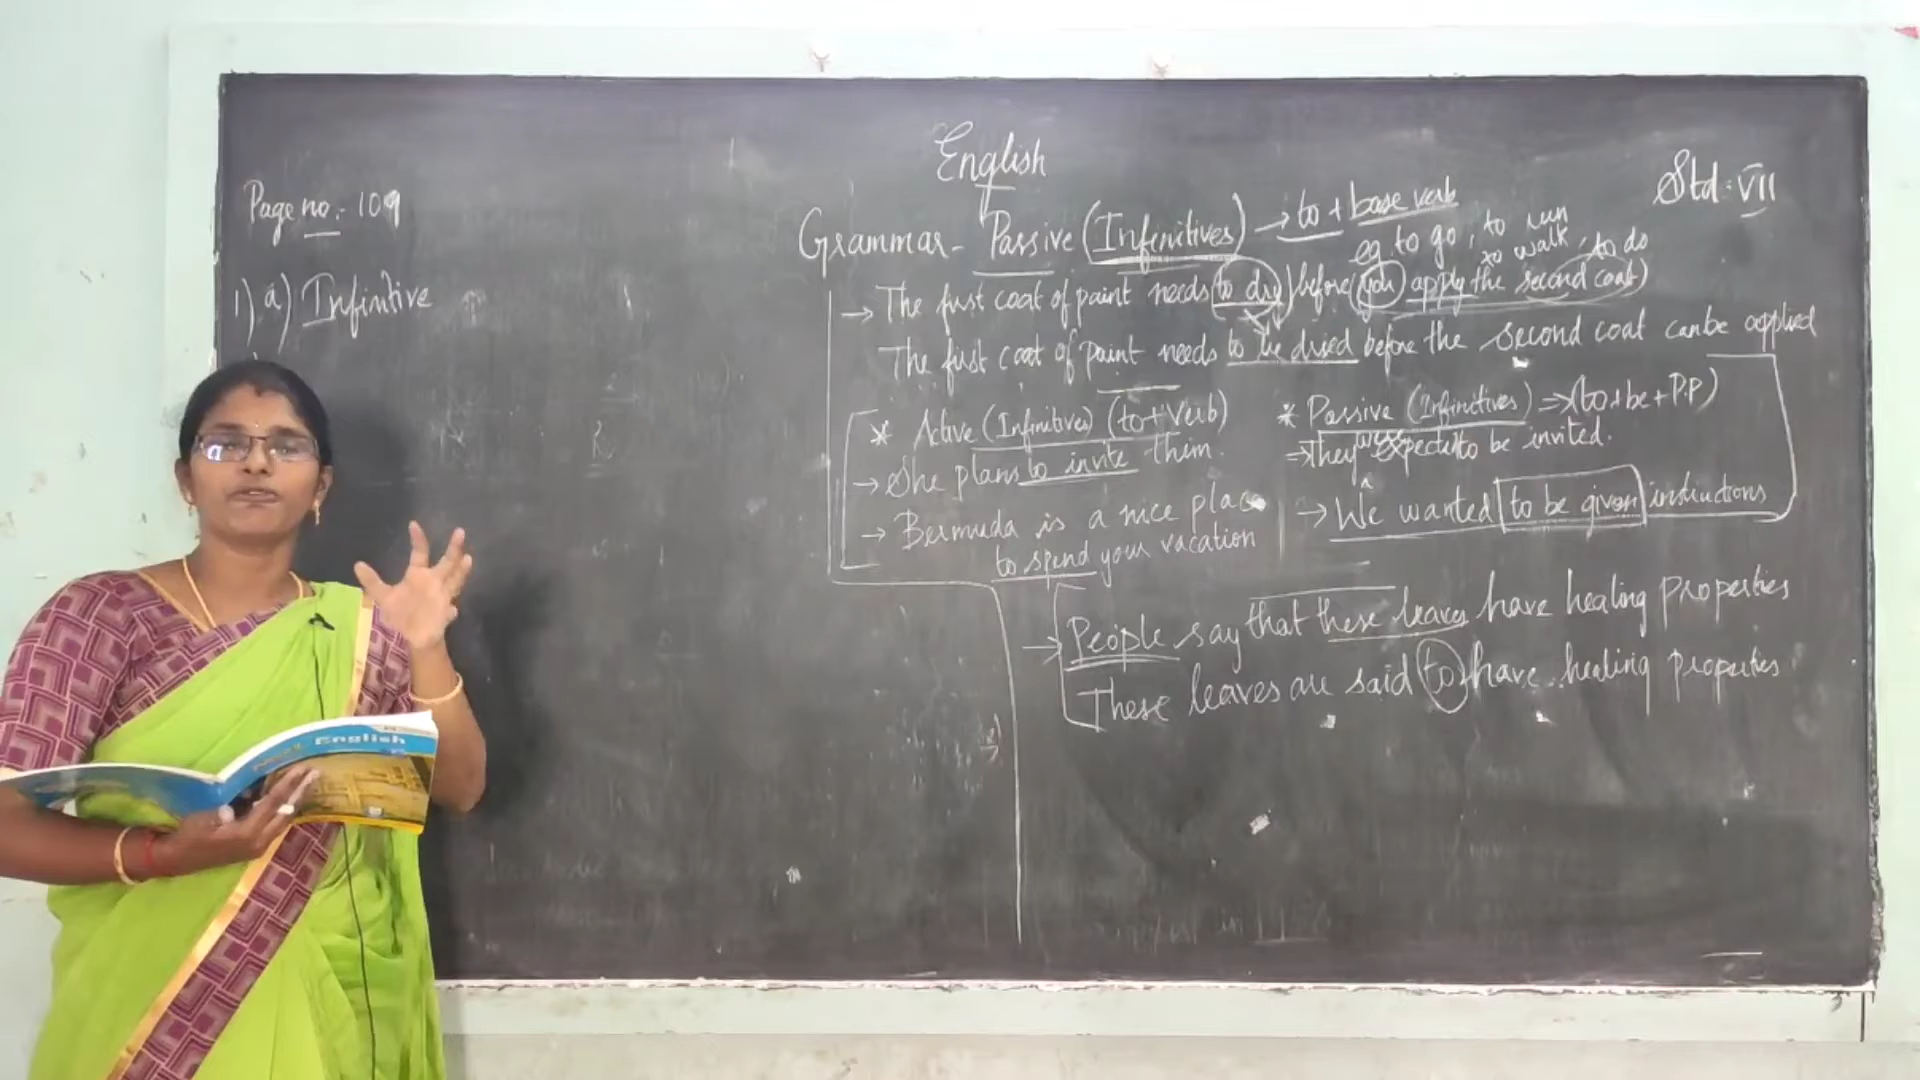 English
Std: VII
Page no:- 109
1) a) Infinitive
Grammar - Passive (Infinitives) → to + base verb
eg. to go, to run
to walk, to do
→ The first coat of paint needs to dry before (you apply the second coat)
The first coat of paint needs to be dried before the second coat can be applied
* Active (Infinitives) (to + Verb)
→ She plans to invite them.
→ Bermuda is a nice place
to spend your vacation
* Passive (Infinitives) ⇒ (to + be + P.P)
⇒ They were expected to be invited.
→ We wanted to be given instructions
→ People say that these leaves have healing properties
These leaves are said to have healing properties
English